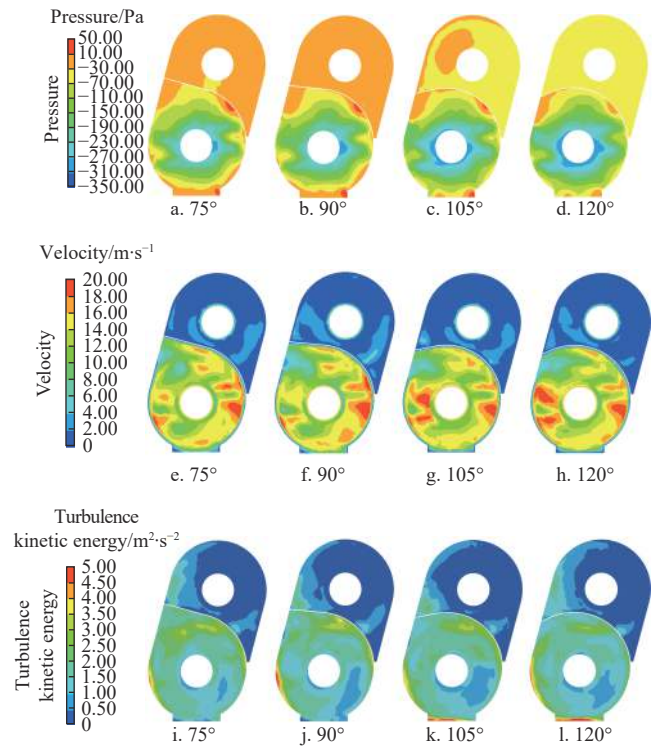 Pressure/Pa
50.00
10.00
−30.00
−70.00
−110.00
−150.00
−190.00
−230.00
−270.00
−310.00
−350.00
Pressure
a. 75°
b. 90°
c. 105°
d. 120°
Velocity/m·s⁻¹
20.00
18.00
16.00
14.00
12.00
10.00
8.00
6.00
4.00
2.00
0
Velocity
e. 75°
f. 90°
g. 105°
h. 120°
Turbulence
kinetic energy/m²·s⁻²
5.00
4.50
4.00
3.50
3.00
2.50
2.00
1.50
1.00
0.50
0
Turbulence
kinetic energy
i. 75°
j. 90°
k. 105°
l. 120°